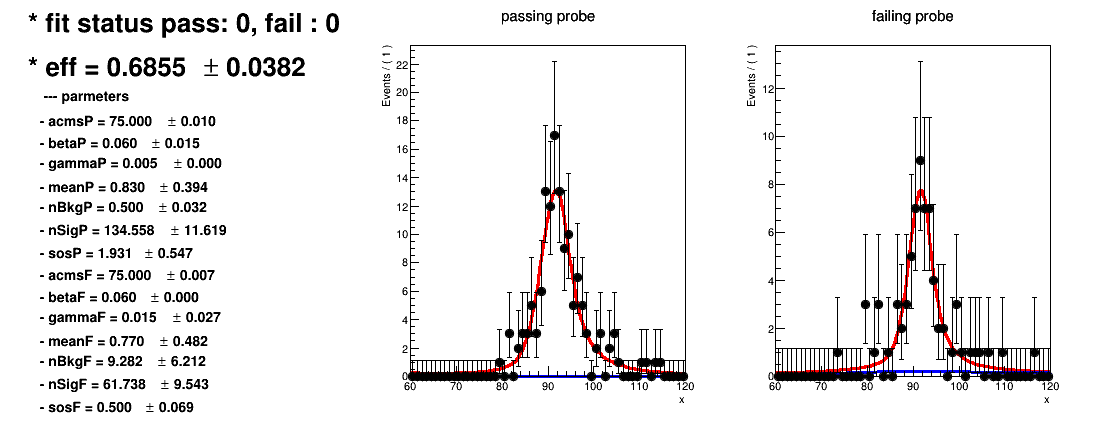 * fit status pass: 0, fail : 0
* eff = 0.6855 ± 0.0382
--- parmeters
- acmsP = 75.000 ± 0.010
- betaP = 0.060 ± 0.015
- gammaP = 0.005 ± 0.000
- meanP = 0.830 ± 0.394
- nBkgP = 0.500 ± 0.032
- nSigP = 134.558 ± 11.619
- sosP = 1.931 ± 0.547
- acmsF = 75.000 ± 0.007
- betaF = 0.060 ± 0.000
- gammaF = 0.015 ± 0.027
- meanF = 0.770 ± 0.482
- nBkgF = 9.282 ± 6.212
- nSigF = 61.738 ± 9.543
- sosF = 0.500 ± 0.069
passing probe
Events / ( 1 )
22
20
18
16
14
12
10
8
6
4
2
0
60 70 80 90 100 110 120
x
failing probe
Events / ( 1 )
12
10
8
6
4
2
0
60 70 80 90 100 110 120
x